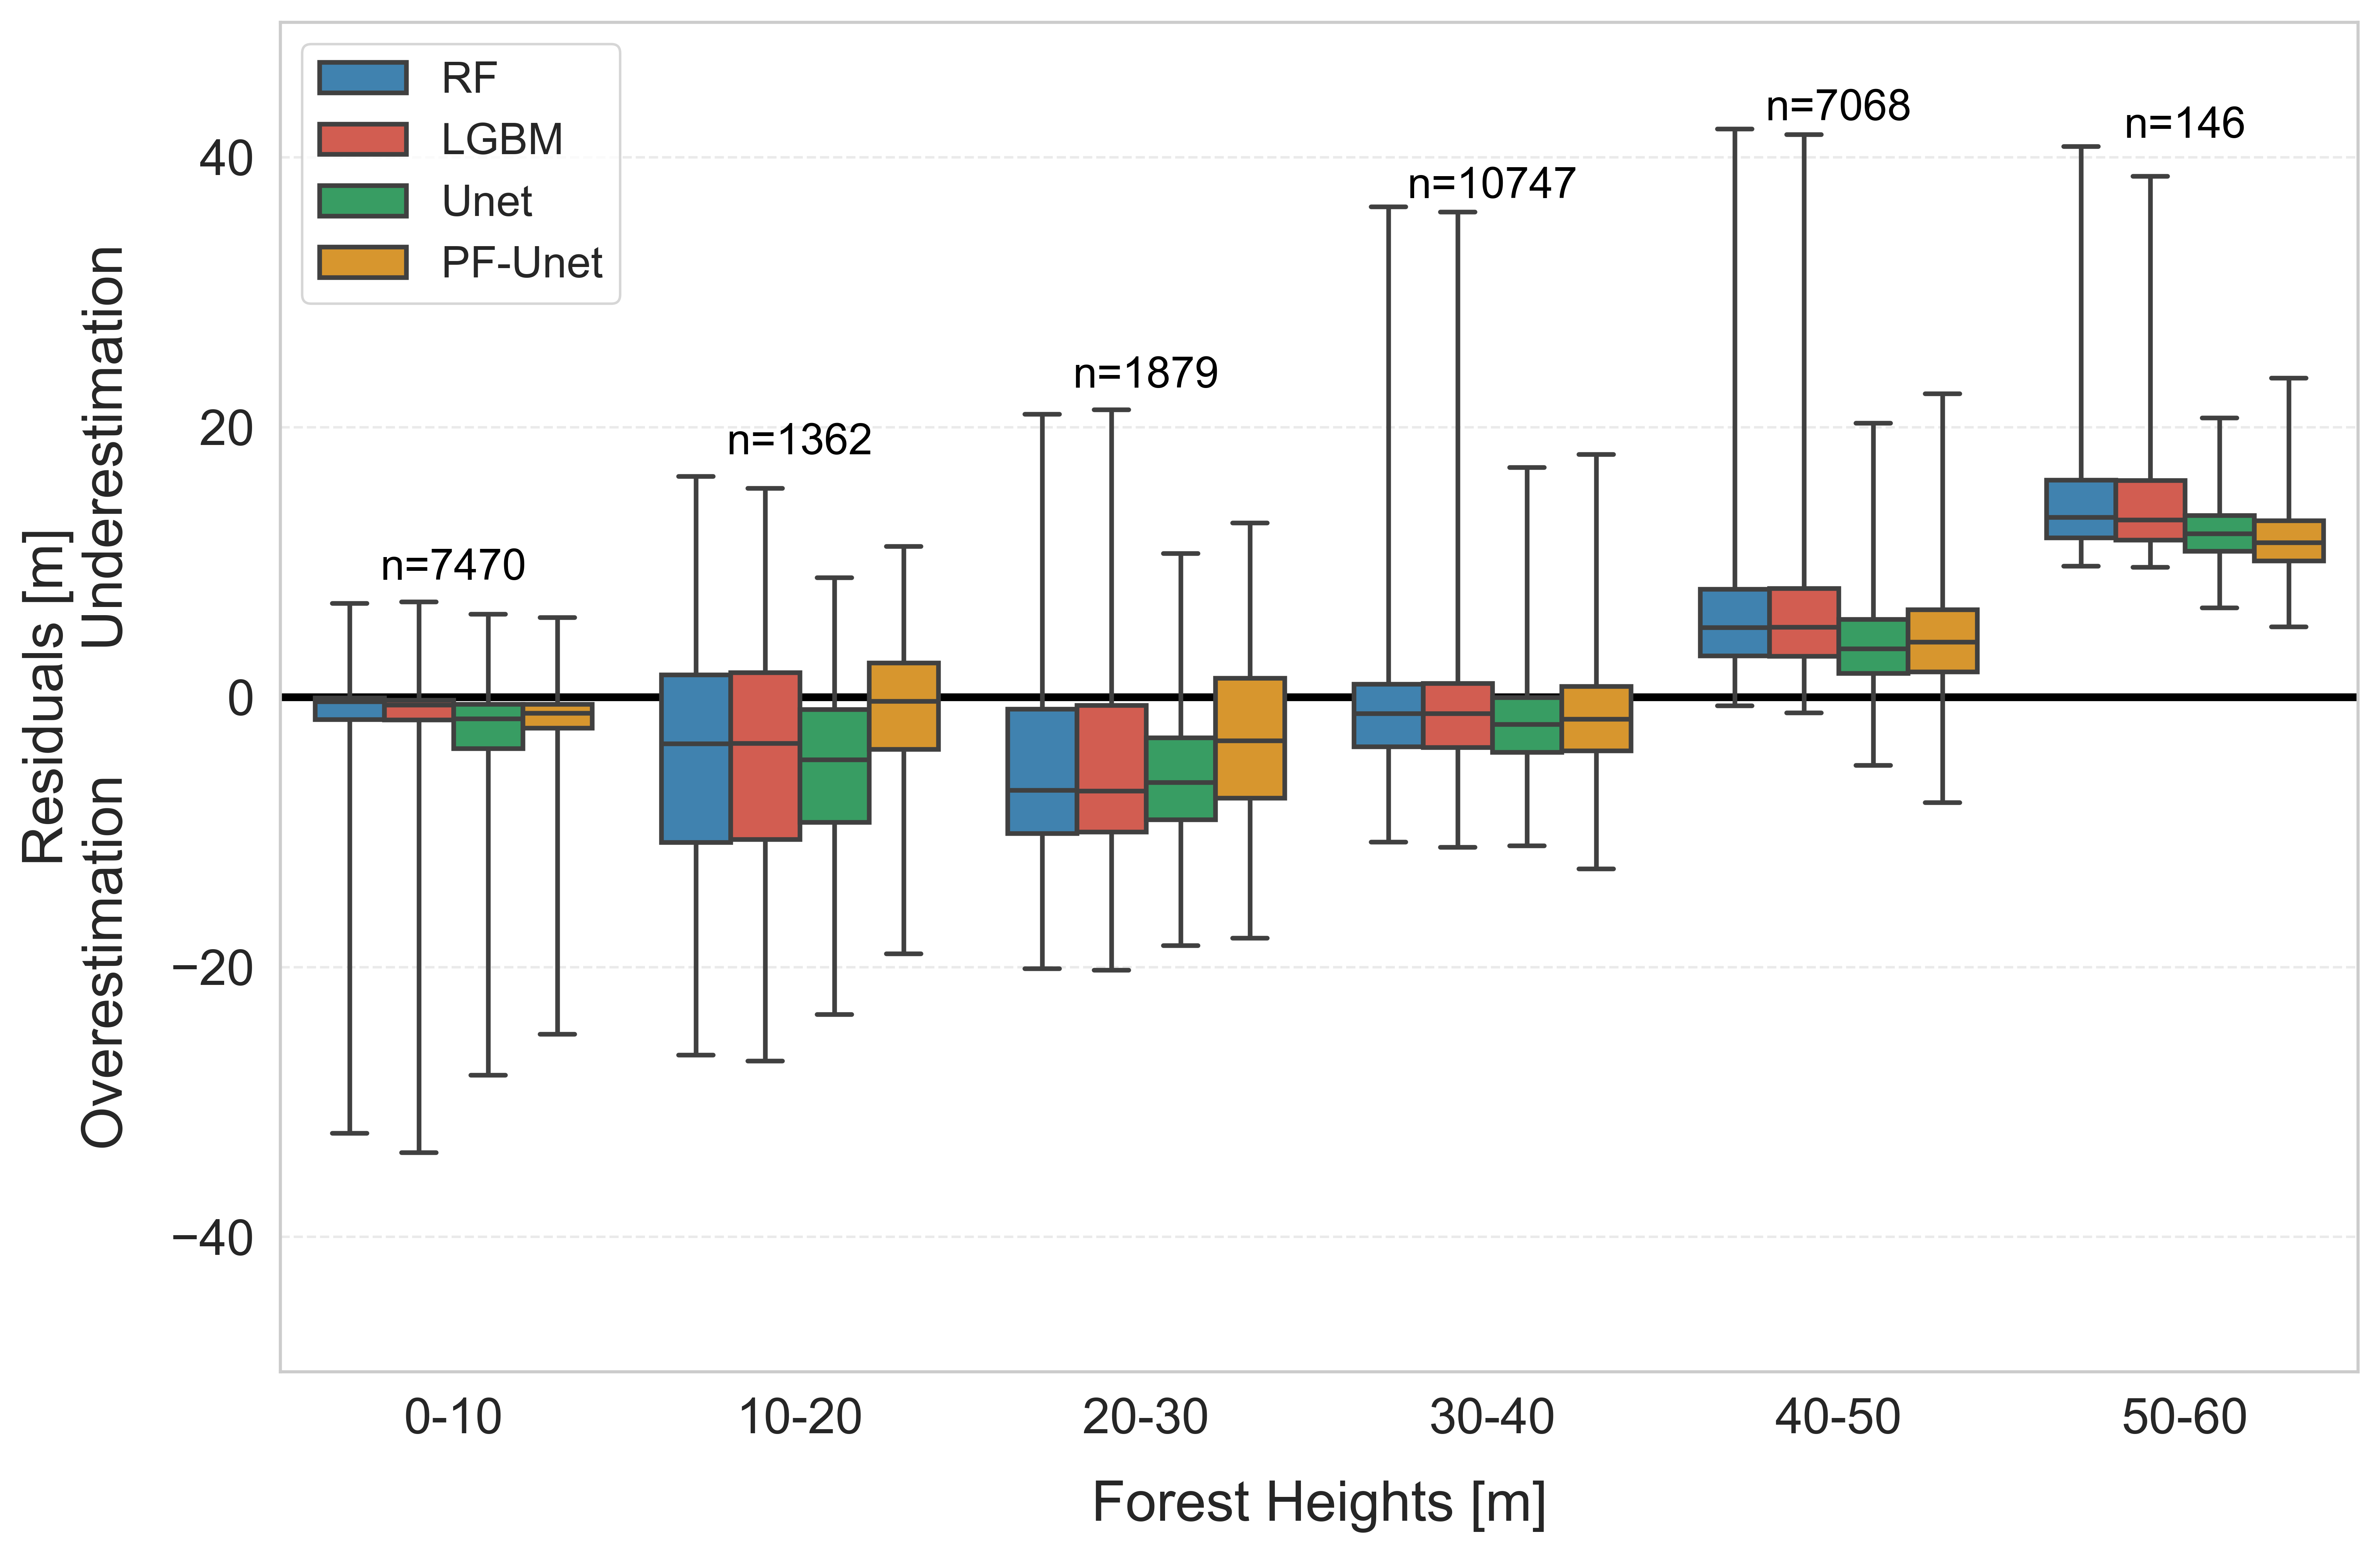 RF
LGBM
Unet
PF-Unet
n=7470
n=1362
n=1879
n=10747
n=7068
n=146
Residuals [m]
Overestimation Underestimation
40
20
0
−20
−40
0-10
10-20
20-30
30-40
40-50
50-60
Forest Heights [m]